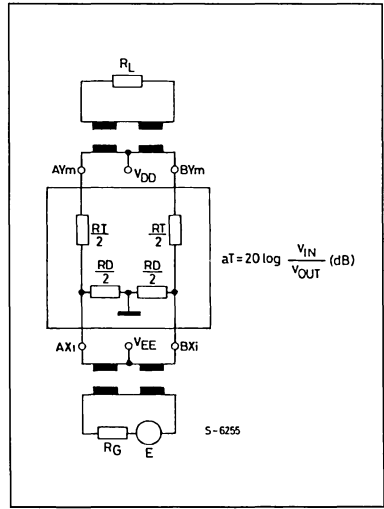 RL
AYm
VDD
BYm
RT
2
RT
2
RD
2
RD
2
aT = 20 log VIN
VOUT
(dB)
AXi
VEE
BXi
RG
E
S-6255